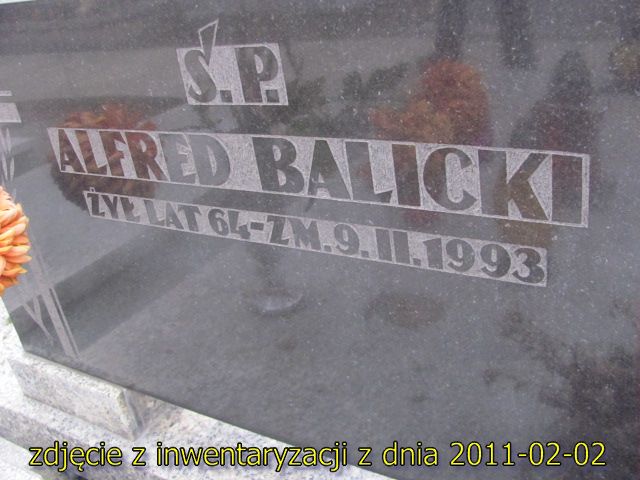 Ś.P.
ALFRED BALICKI
ŻYŁ LAT 64-ZM.9.II.1993
zdjęcie z inwentaryzacji z dnia 2011-02-02